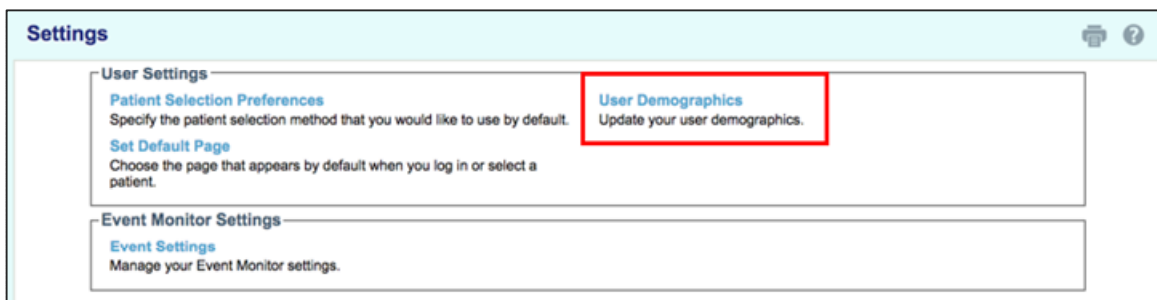 Settings
User Settings
Patient Selection Preferences
Specify the patient selection method that you would like to use by default.
Set Default Page
Choose the page that appears by default when you log in or select a
patient.
User Demographics
Update your user demographics.
Event Monitor Settings
Event Settings
Manage your Event Monitor settings.